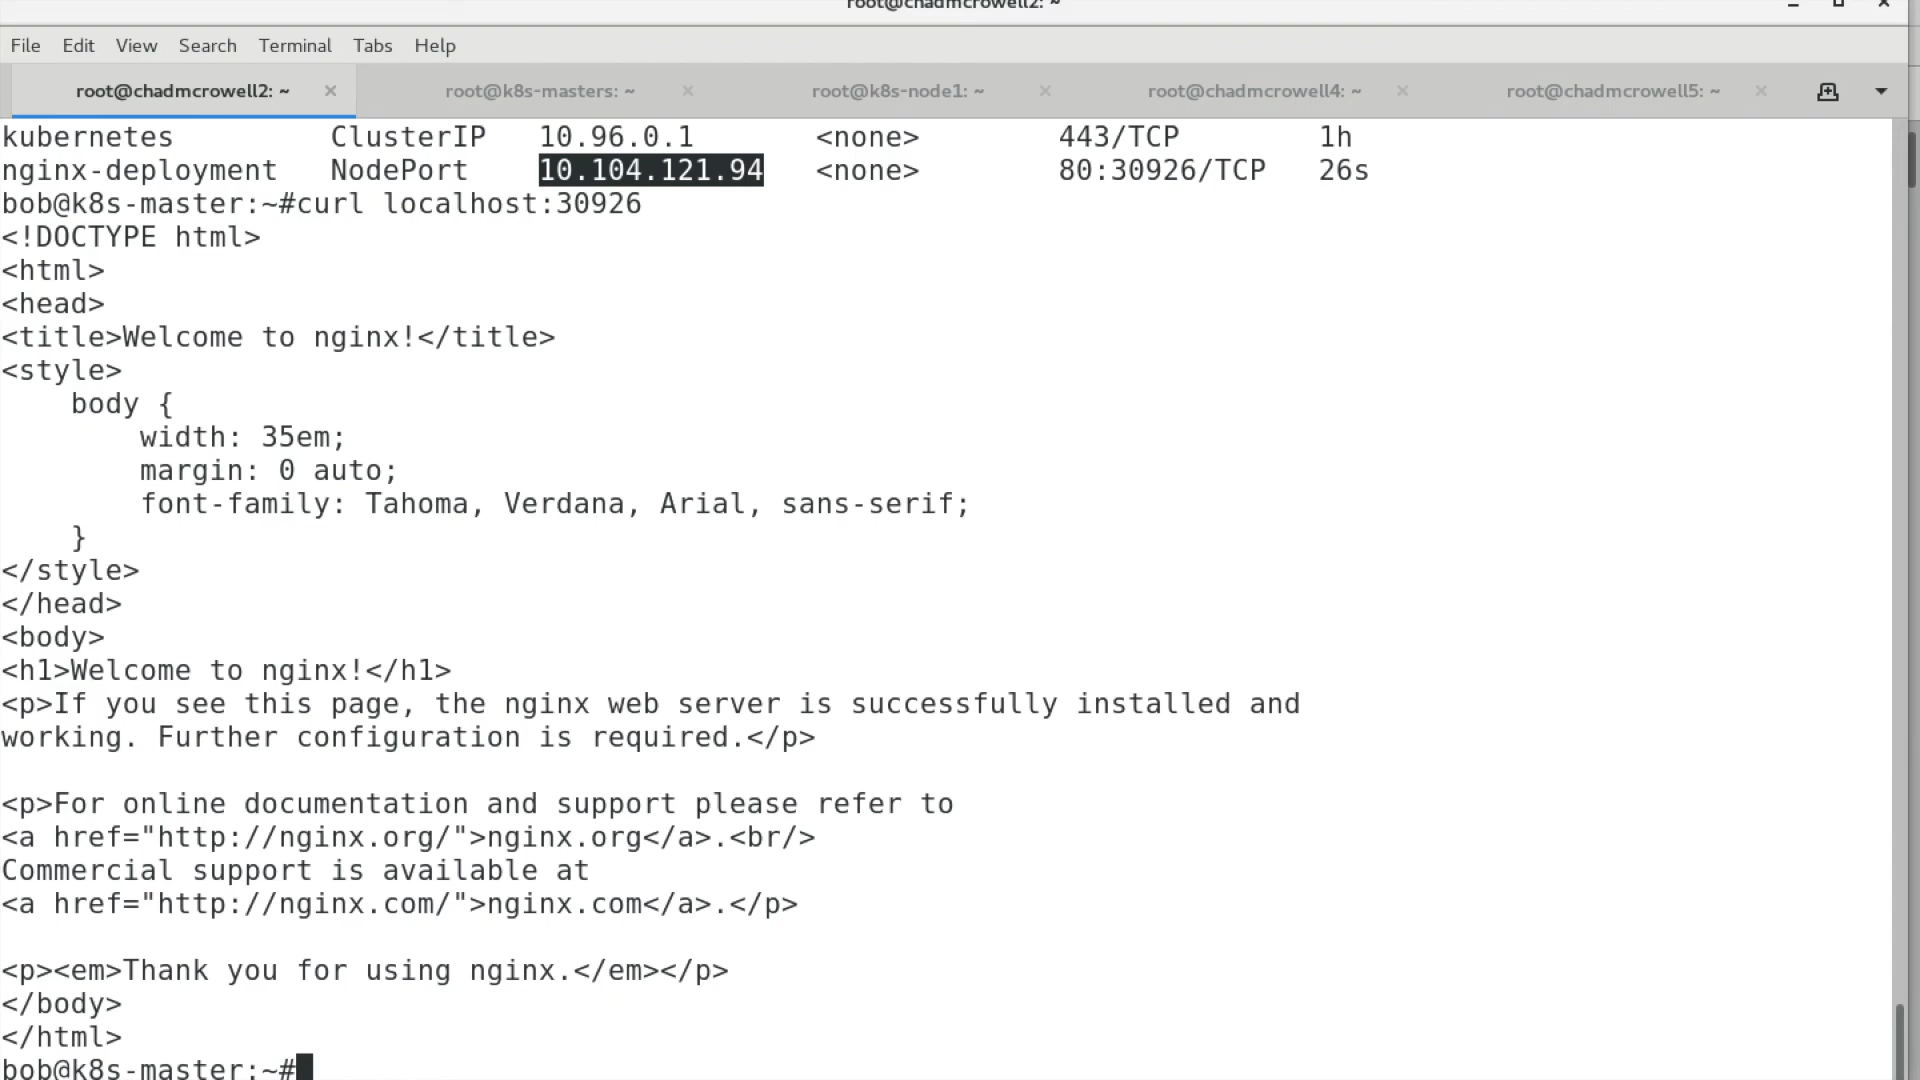 root@chadmcrowell2: ~
File Edit View Search Terminal Tabs Help
root@chadmcrowell2: ~ root@k8s-masters: ~ root@k8s-node1: ~ root@chadmcrowell4: ~ root@chadmcrowell5: ~
kubernetes ClusterIP 10.96.0.1 <none> 443/TCP 1h
nginx-deployment NodePort 10.104.121.94 <none> 80:30926/TCP 26s
bob@k8s-master:~#curl localhost:30926
<!DOCTYPE html>
<html>
<head>
<title>Welcome to nginx!</title>
<style>
    body {
        width: 35em;
        margin: 0 auto;
        font-family: Tahoma, Verdana, Arial, sans-serif;
    }
</style>
</head>
<body>
<h1>Welcome to nginx!</h1>
<p>If you see this page, the nginx web server is successfully installed and
working. Further configuration is required.</p>

<p>For online documentation and support please refer to
<a href="http://nginx.org/">nginx.org</a>.<br/>
Commercial support is available at
<a href="http://nginx.com/">nginx.com</a>.</p>

<p><em>Thank you for using nginx.</em></p>
</body>
</html>
bob@k8s-master:~#